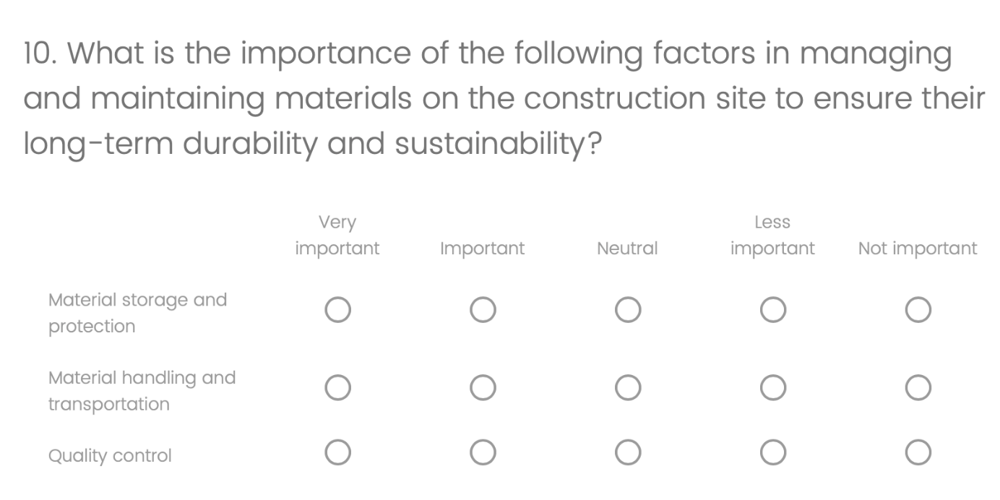 10. What is the importance of the following factors in managing
and maintaining materials on the construction site to ensure their
long-term durability and sustainability?
Very
important
Important
Neutral
Less
important
Not important
Material storage and
protection
Material handling and
transportation
Quality control